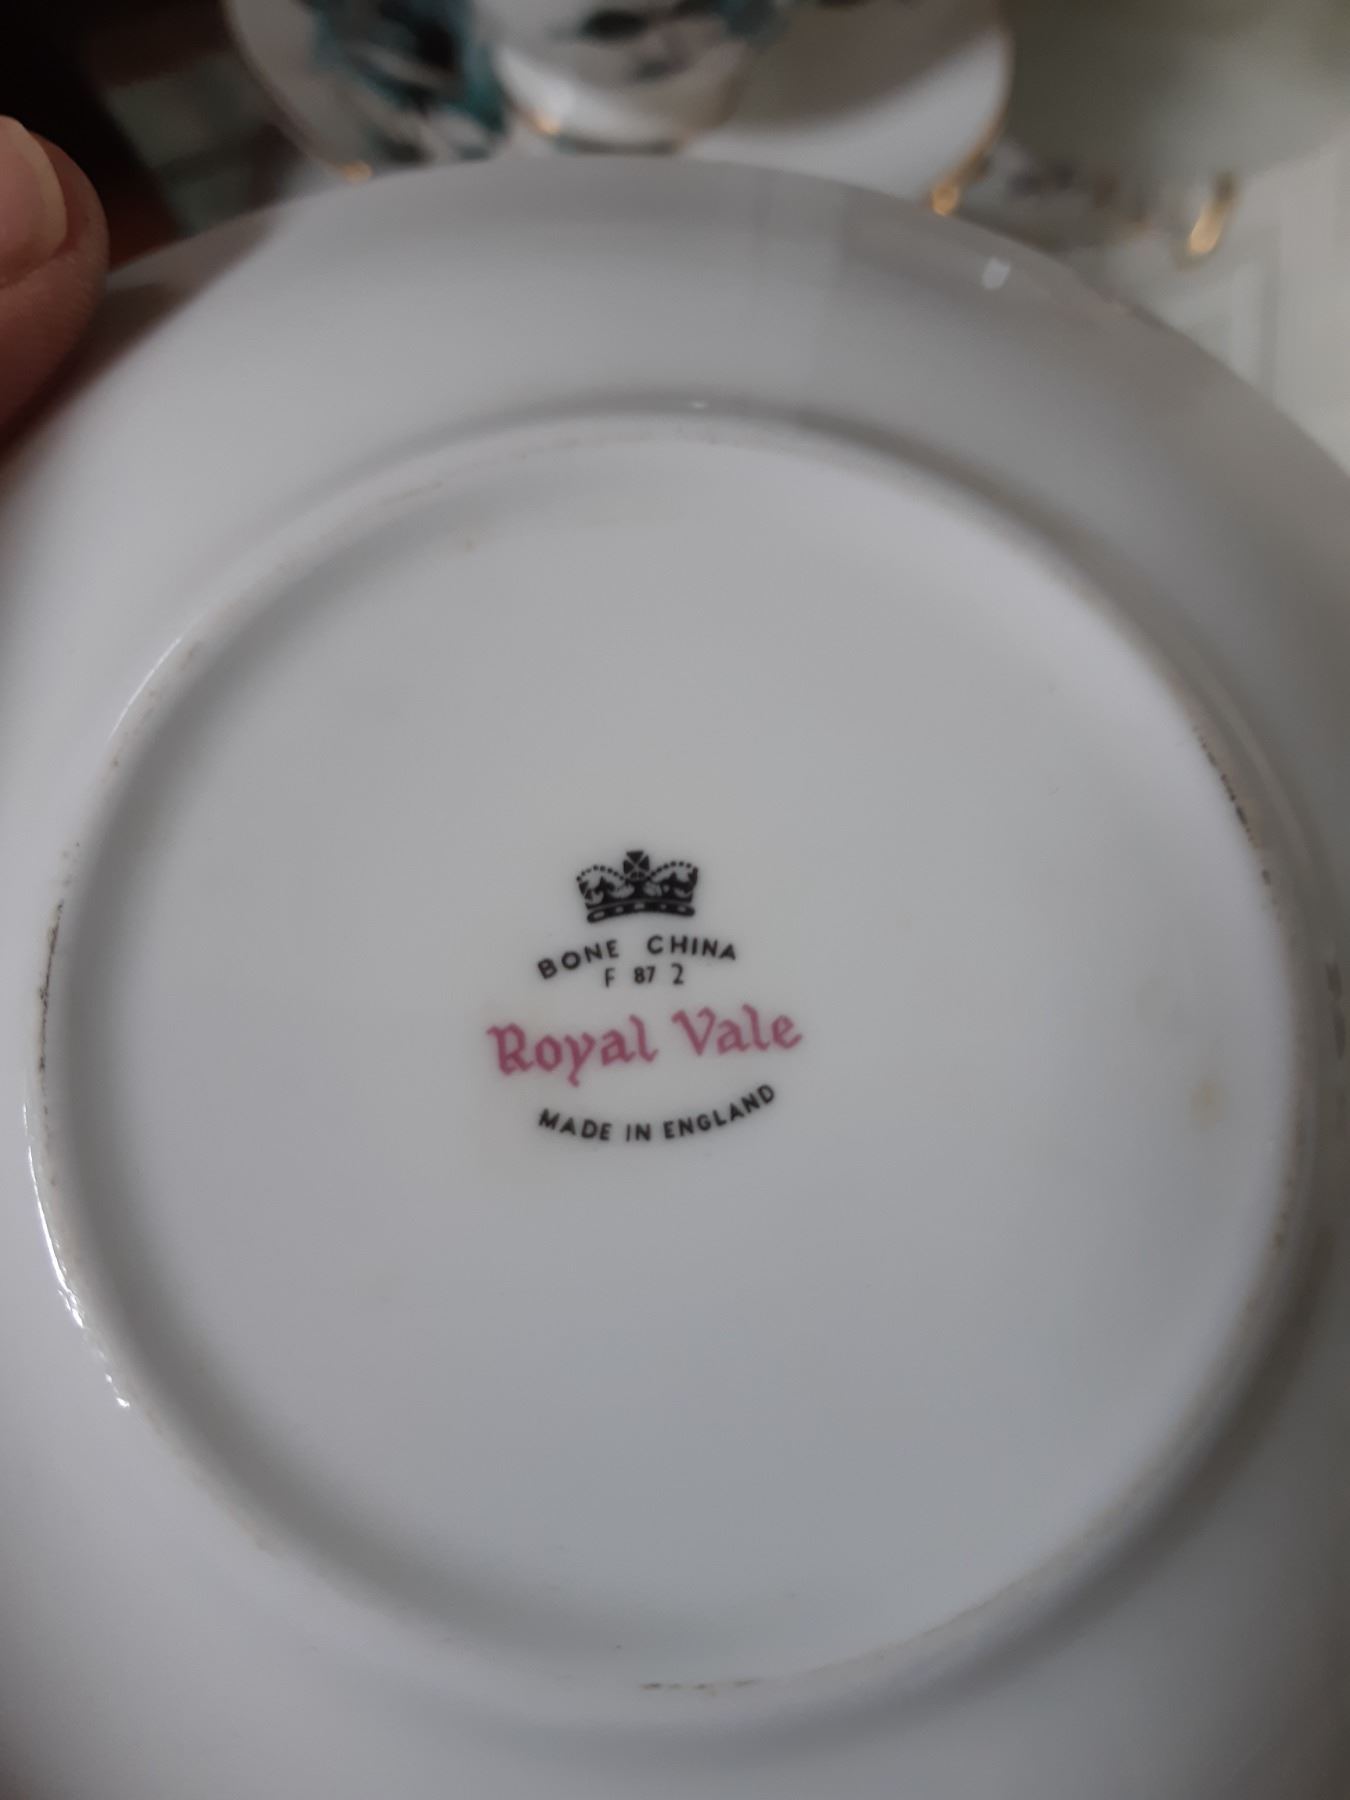 BONE CHINA
F 87 2
Royal Vale
MADE IN ENGLAND